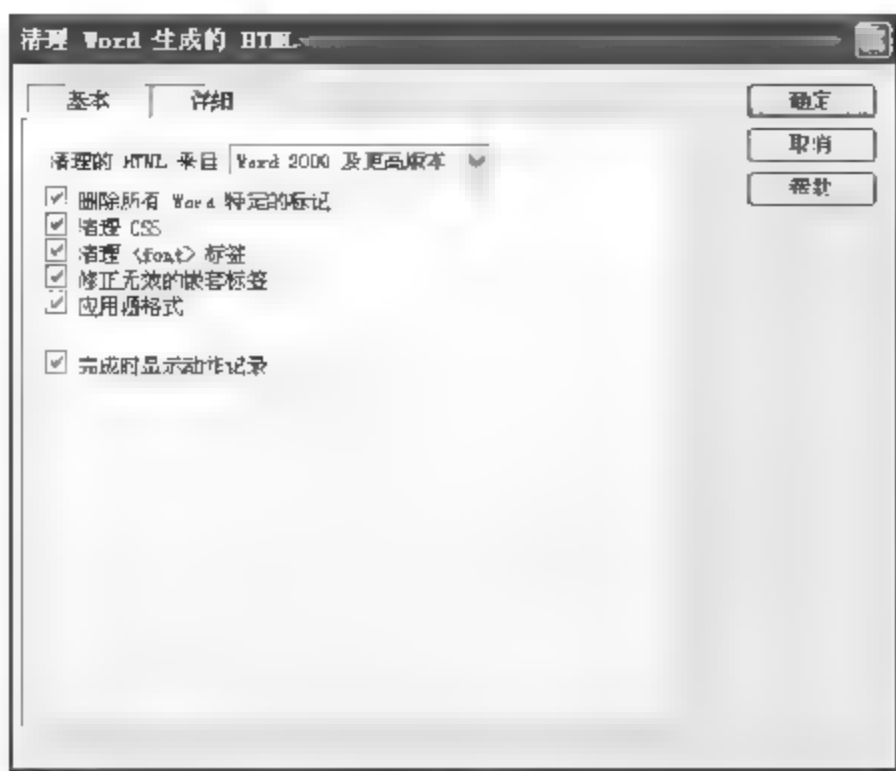 清理 Word 生成的 HTML
基本 详细
确定
取消
帮助
清理的 HTML 来自 Word 2000 及更高版本
删除所有 Word 特定的标记
清理 CSS
清理 <font> 标签
修正无效的嵌套标签
应用源格式
完成时显示动作记录